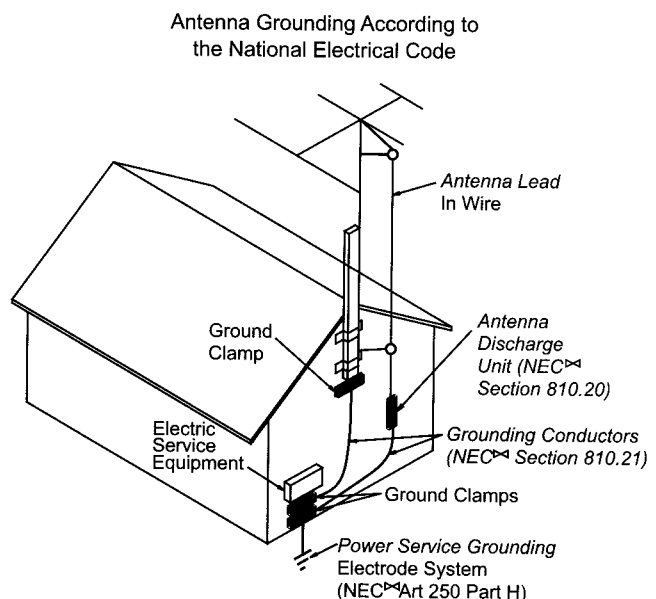 Antenna Grounding According to
the National Electrical Code
Antenna Lead
In Wire
Ground
Clamp
Antenna
Discharge
Unit (NEC⋈
Section 810.20)
Electric
Service
Equipment
Grounding Conductors
(NEC⋈ Section 810.21)
Ground Clamps
Power Service Grounding
Electrode System
(NEC⋈Art 250 Part H)